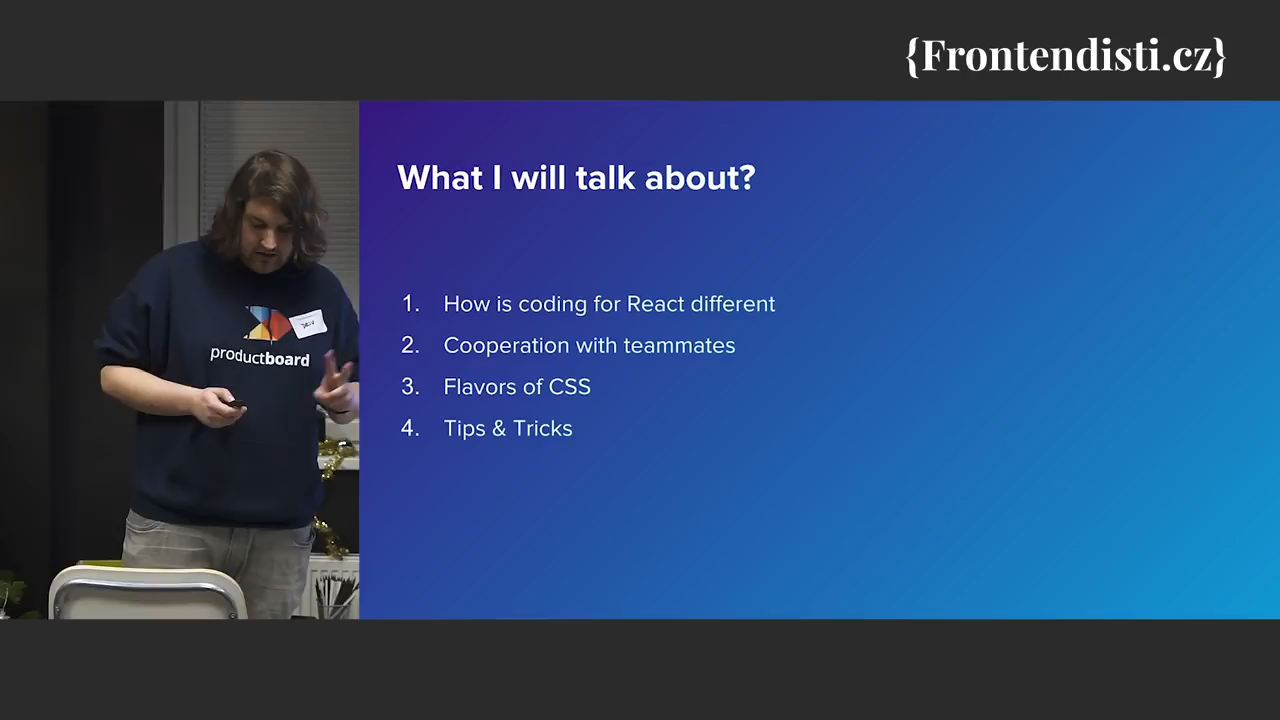 {Frontendisti.cz}
What I will talk about?
1. How is coding for React different
2. Cooperation with teammates
3. Flavors of CSS
4. Tips & Tricks
productboard